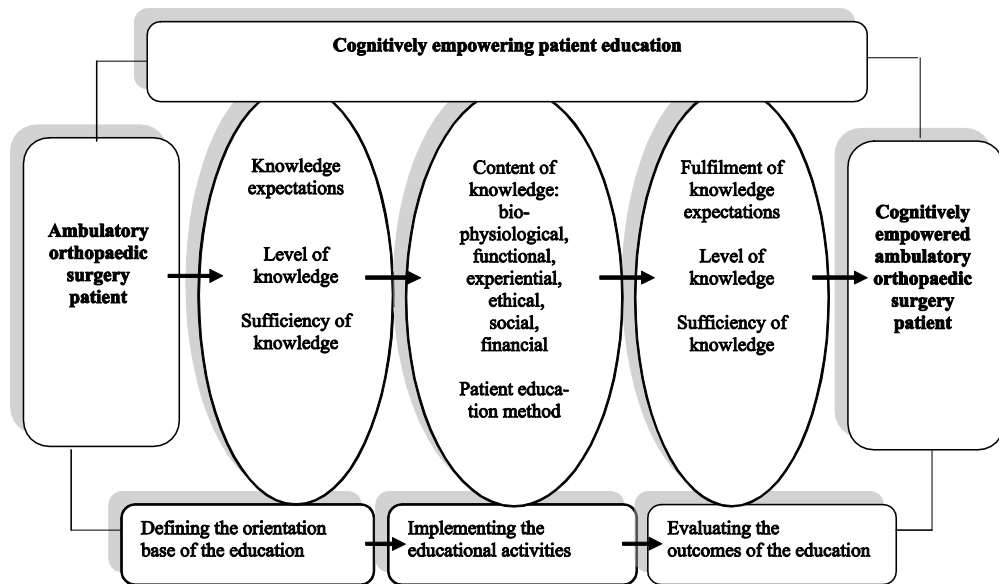 Cognitively empowering patient education
Ambulatory
orthopaedic
surgery
patient
Knowledge
expectations
Level of
knowledge
Sufficiency of
knowledge
Content of
knowledge:
bio-
physiological,
functional,
experiential,
ethical,
social,
financial
Patient educa-
tion method
Fulfilment of
knowledge
expectations
Level of
knowledge
Sufficiency of
knowledge
Cognitively
empowered
ambulatory
orthopaedic
surgery
patient
Defining the orientation
base of the education
Implementing the
educational activities
Evaluating the
outcomes of the education